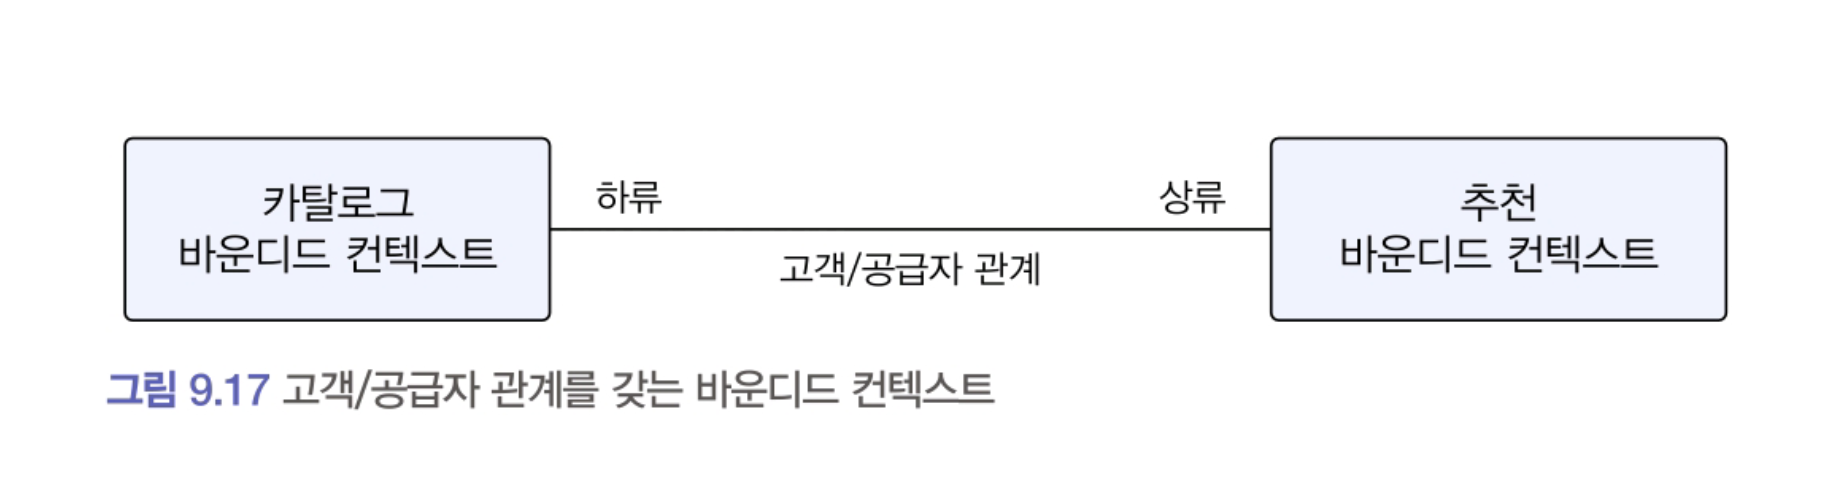 카탈로그
바운디드 컨텍스트
하류
상류
고객/공급자 관계
추천
바운디드 컨텍스트
그림 9.17 고객/공급자 관계를 갖는 바운디드 컨텍스트